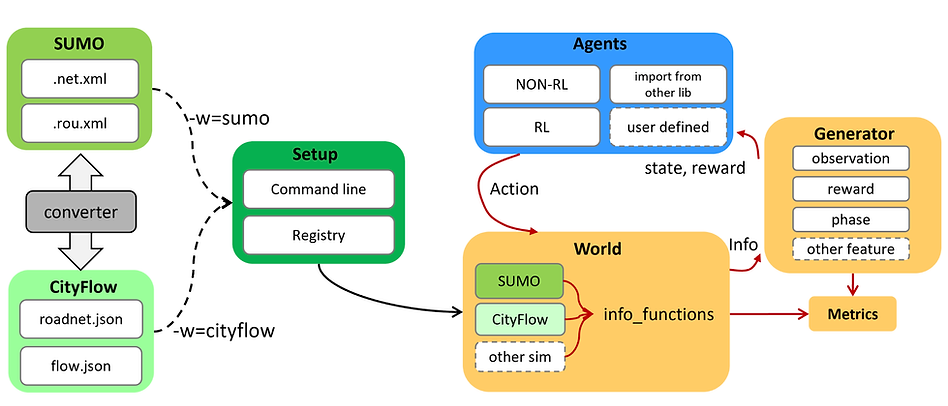 SUMO
.net.xml
.rou.xml
converter
CityFlow
roadnet.json
flow.json
-w=sumo
-w=cityflow
Setup
Command line
Registry
Agents
NON-RL
import from
other lib
RL
user defined
Action
state, reward
World
SUMO
CityFlow
other sim
info_functions
Info
Generator
observation
reward
phase
other feature
Metrics